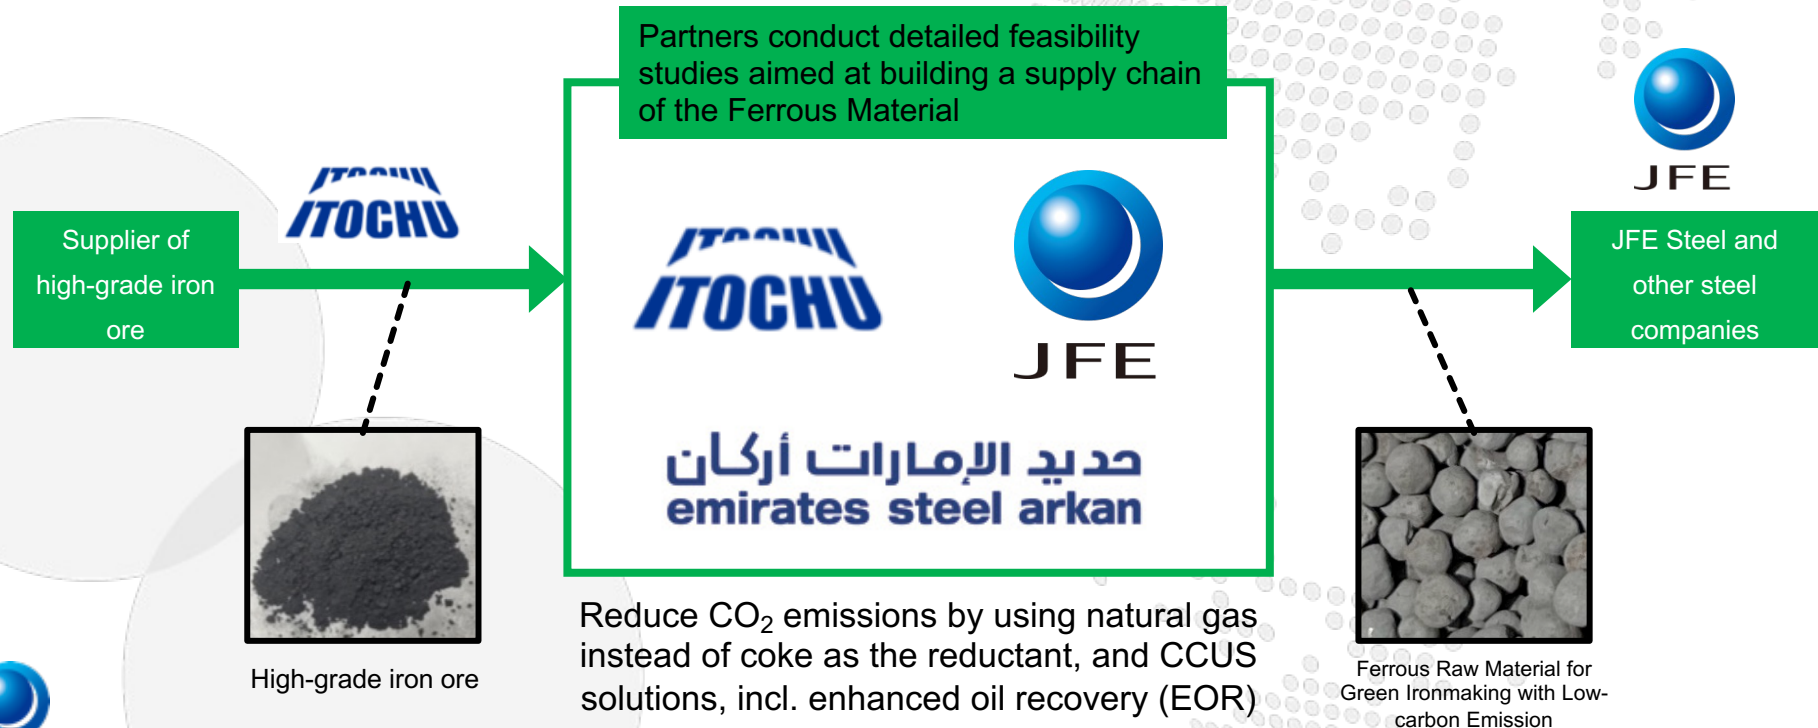 Partners conduct detailed feasibility
studies aimed at building a supply chain
of the Ferrous Material
JFE
ITOCHU
Supplier of
high-grade iron
ore
ITOCHU
JFE
JFE Steel and
other steel
companies
حديد الإمارات أركان
emirates steel arkan
High-grade iron ore
Reduce CO₂ emissions by using natural gas
instead of coke as the reductant, and CCUS
solutions, incl. enhanced oil recovery (EOR)
Ferrous Raw Material for
Green Ironmaking with Low-
carbon Emission